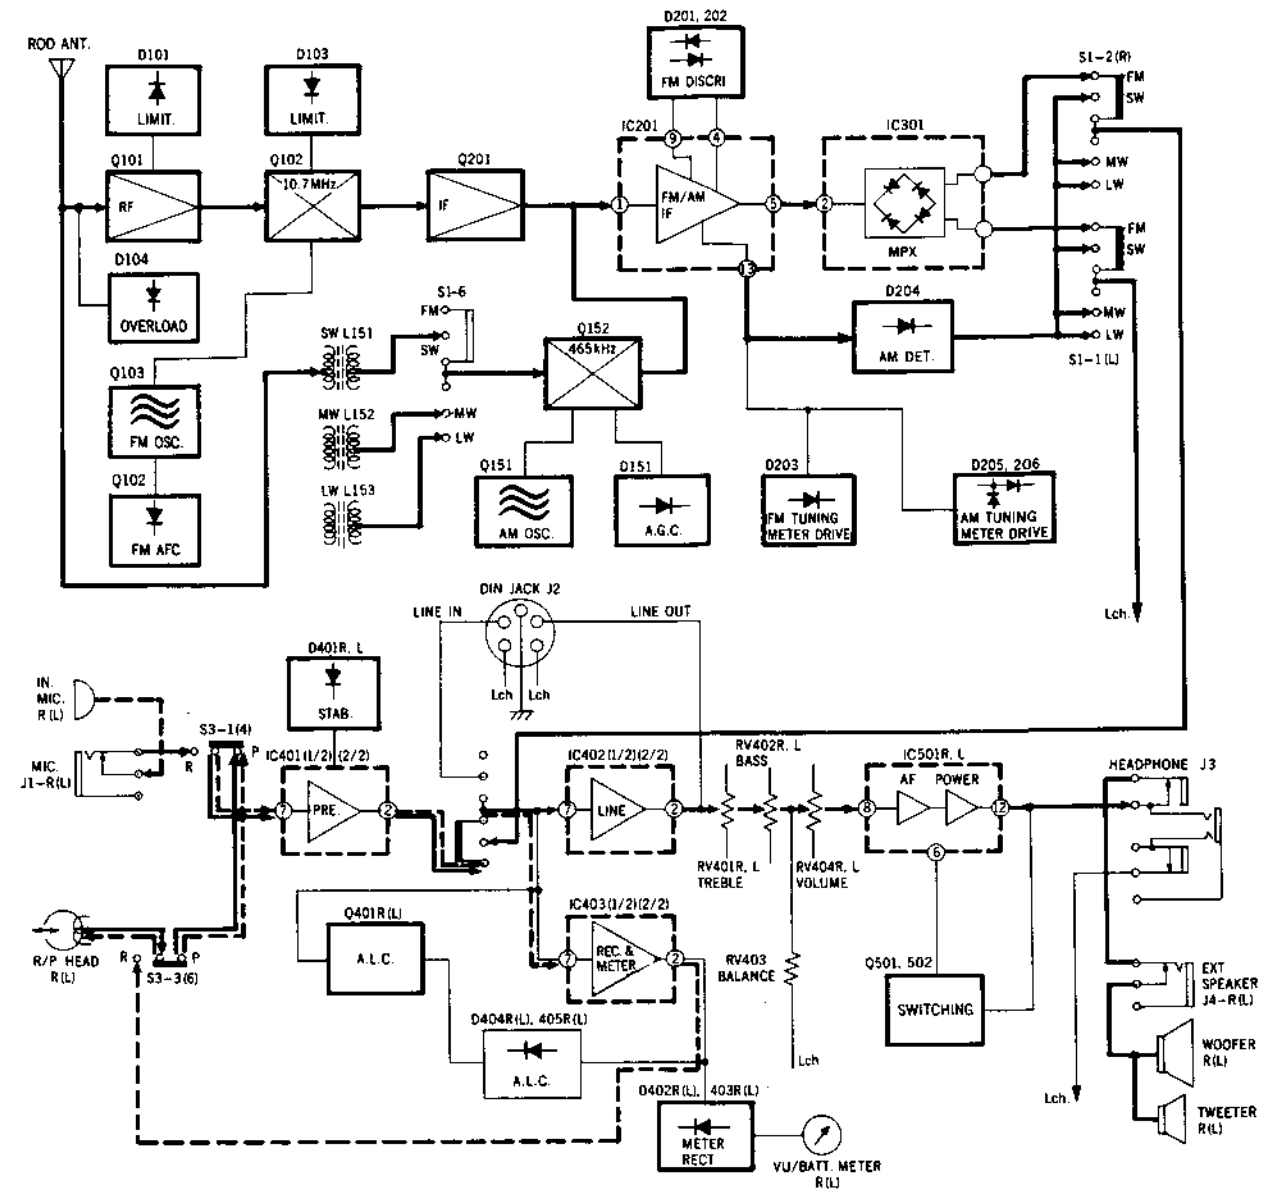 ROD ANT.
D101
LIMIT.
D103
LIMIT.
D201, 202
FM DISCRI
S1-2(R)
FM
SW
MW
LW
Q101
RF
Q102
10.7MHz
Q201
IF
IC201
9
4
1
FM/AM
IF
5
13
IC301
2
MPX
FM
SW
MW
LW
S1-1(L)
D104
OVERLOAD
S1-6
FM
SW
MW
LW
Q152
465kHz
D204
AM DET.
Q103
FM OSC.
SW L151
MW L152
LW L153
Q102
FM AFC
Q151
AM OSC.
D151
A.G.C.
D203
FM TUNING
METER DRIVE
D205, 206
AM TUNING
METER DRIVE
Lch.
DIN JACK J2
LINE IN
LINE OUT
Lch
Lch
D401R, L
STAB.
IN.
MIC.
R(L)
MIC.
J1-R(L)
R
S3-1(4)
P
IC401(1/2)(2/2)
7
PRE.
2
IC402(1/2)(2/2)
7
LINE
2
RV402R, L
BASS
RV401R, L
TREBLE
RV404R, L
VOLUME
IC501R, L
AF POWER
8
12
6
HEADPHONE J3
R/P HEAD
R(L)
R
P
S3-3(6)
Q401R(L)
A.L.C.
IC403(1/2)(2/2)
7
REC. &
METER
2
RV403
BALANCE
Lch
Q501, 502
SWITCHING
EXT
SPEAKER
J4-R(L)
WOOFER
R(L)
TWEETER
R(L)
Lch.
D404R(L), 405R(L)
A.L.C.
D402R(L), 403R(L)
METER
RECT
VU/BATT. METER
R(L)